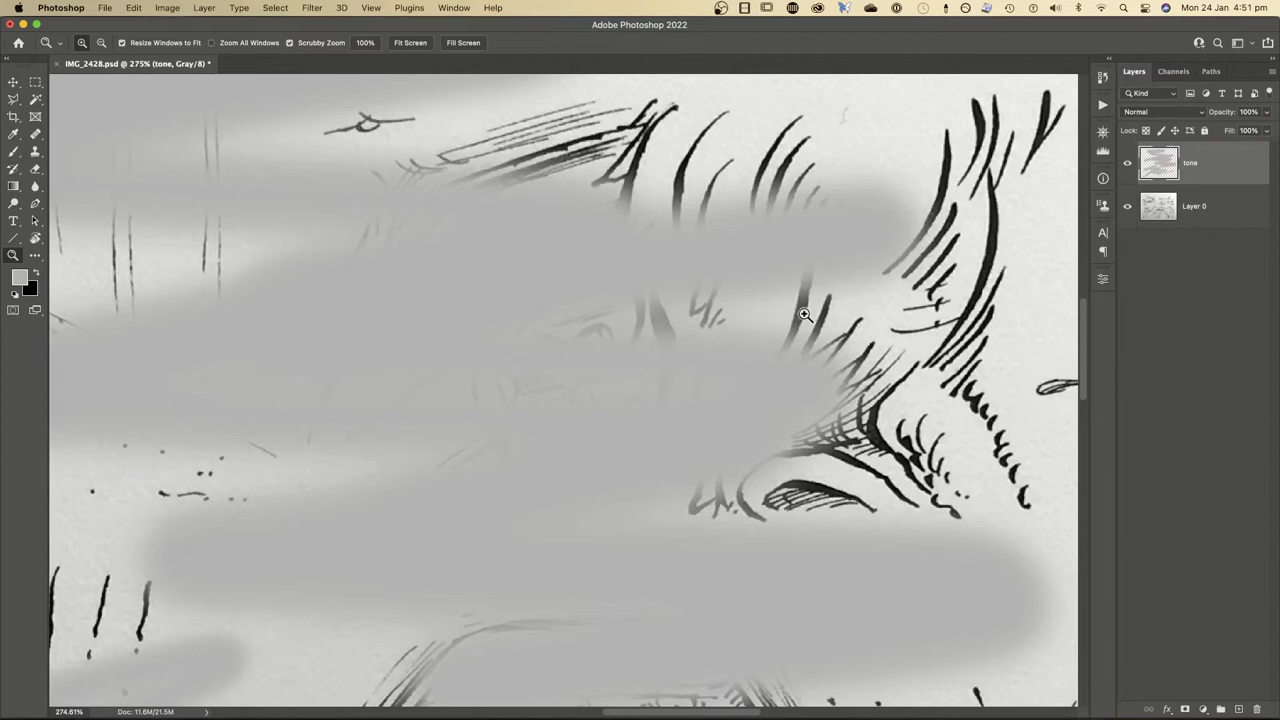 Photoshop File Edit Image Layer Type Select Filter 3D View Plugins Window Help Mon 24 Jan 4:51 pm
Adobe Photoshop 2022
Resize Windows to Fit Zoom All Windows Scrubby Zoom 100% Fit Screen Fill Screen
IMG_2428.psd @ 275% (tone, Gray/8) *
Layers Channels Paths
Kind
Normal Opacity: 100%
Lock: Fill: 100%
tone
Layer 0
274.61% Doc: 11.6M/21.5M